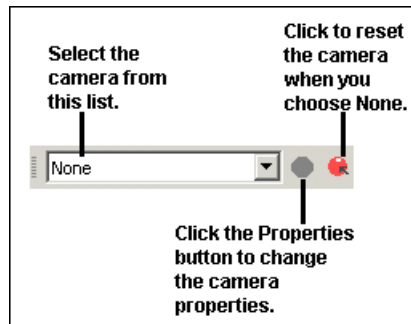 Select the
camera from
this list.
Click to reset
the camera
when you
choose None.
None
Click the Properties
button to change
the camera
properties.